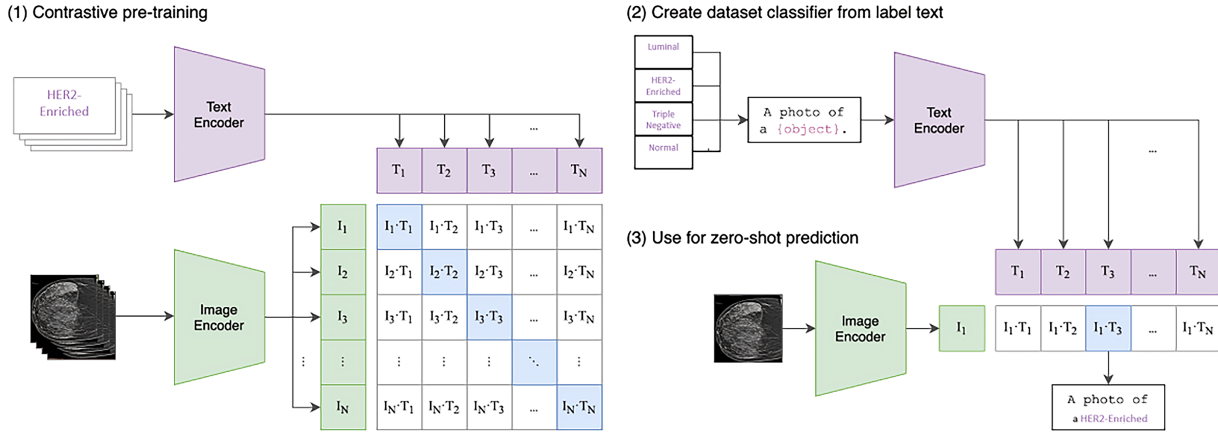 (1) Contrastive pre-training
HER2-
Enriched
Text
Encoder
...
T1 T2 T3 ... TN
I1 I1·T1 I1·T2 I1·T3 ... I1·TN
I2 I2·T1 I2·T2 I2·T3 ... I2·TN
I3 I3·T1 I3·T2 I3·T3 ... I3·TN
⋮ ⋮ ⋮ ⋮ ⋮ ⋱ ⋮
IN IN·T1 IN·T2 IN·T3 ... IN·TN
Image
Encoder
(2) Create dataset classifier from label text
Luminal
HER2-
Enriched
Triple
Negative
Normal
A photo of
a {object}.
Text
Encoder
...
(3) Use for zero-shot prediction
T1 T2 T3 ... TN
Image
Encoder
I1 I1·T1 I1·T2 I1·T3 ... I1·TN
A photo of
a HER2-Enriched